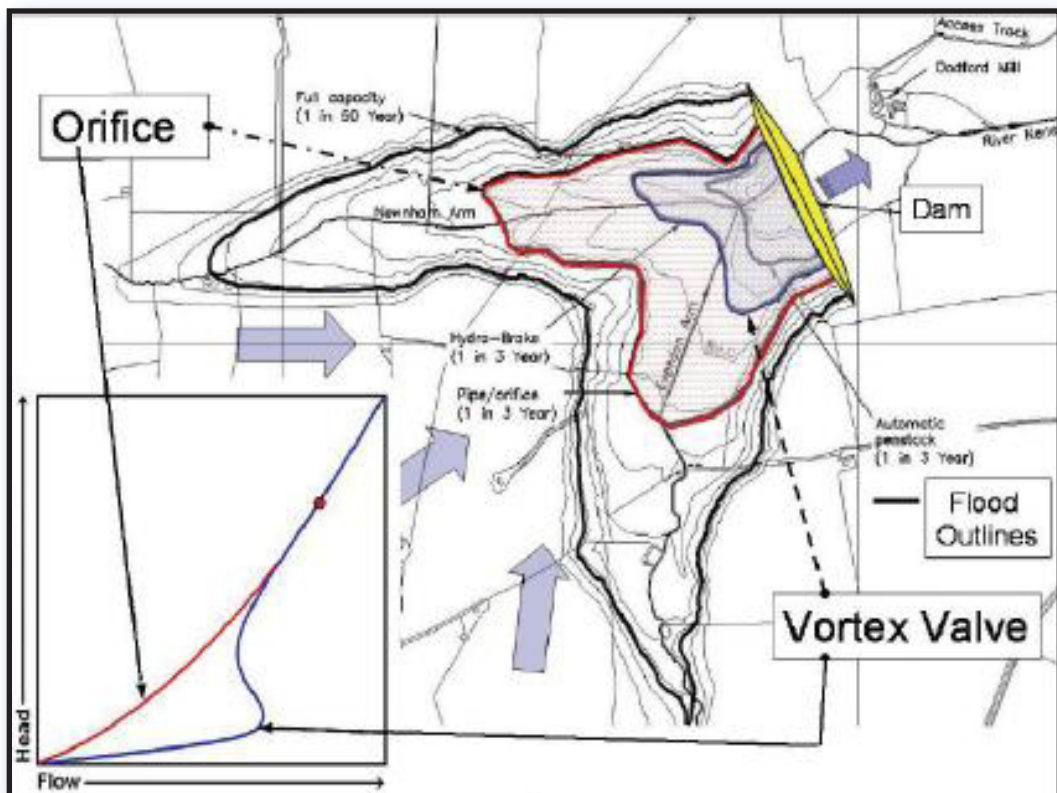 Access Track
Dodford Mill
River Nene
Full capacity
(1 in 50 Year)
Orifice
Newnham Arm
Dam
Hydro-Brake
(1 in 3 Year)
Everdon Arm
Pipe/orifice
(1 in 3 Year)
Automatic
penstock
(1 in 3 Year)
Flood
Outlines
Vortex Valve
Head
Flow